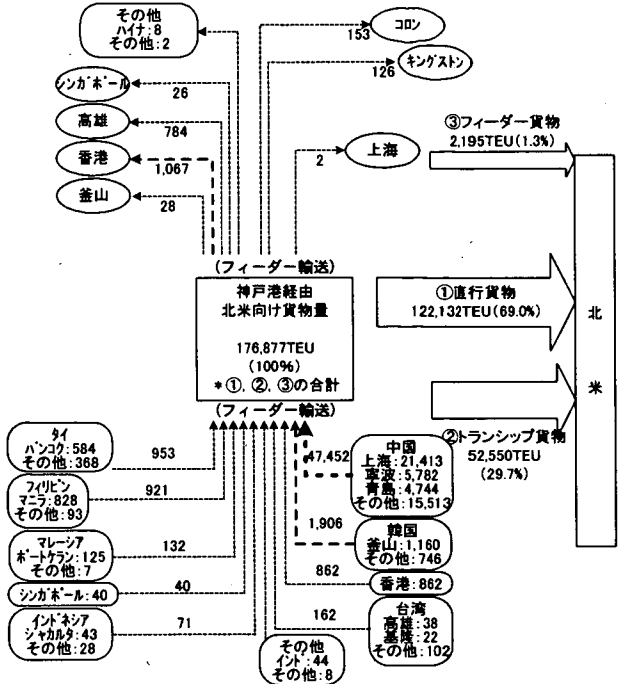 その他
ハイナ:8
その他:2
コロン
153
キングストン
126
シンガポール
26
高雄
784
香港
1,067
釜山
28
上海
2
③フィーダー貨物
2,195TEU(1.3%)
(フィーダー輸送)
神戸港経由
北米向け貨物量
176,877TEU
(100%)
*①,②,③の合計
(フィーダー輸送)
①直行貨物
122,132TEU(69.0%)
北
米
②トランシップ貨物
52,550TEU
(29.7%)
タイ
バンコク:584
その他:368
953
フィリピン
マニラ:828
その他:93
921
マレーシア
ポートケラン:125
その他:7
132
シンガポール:40
40
インドネシア
ジャカルタ:43
その他:28
71
その他
インド:44
その他:8
47,452
中国
上海:21,413
寧波:5,782
青島:4,744
その他:15,513
1,906
韓国
釜山:1,160
その他:746
862
香港:862
162
台湾
高雄:38
基隆:22
その他:102